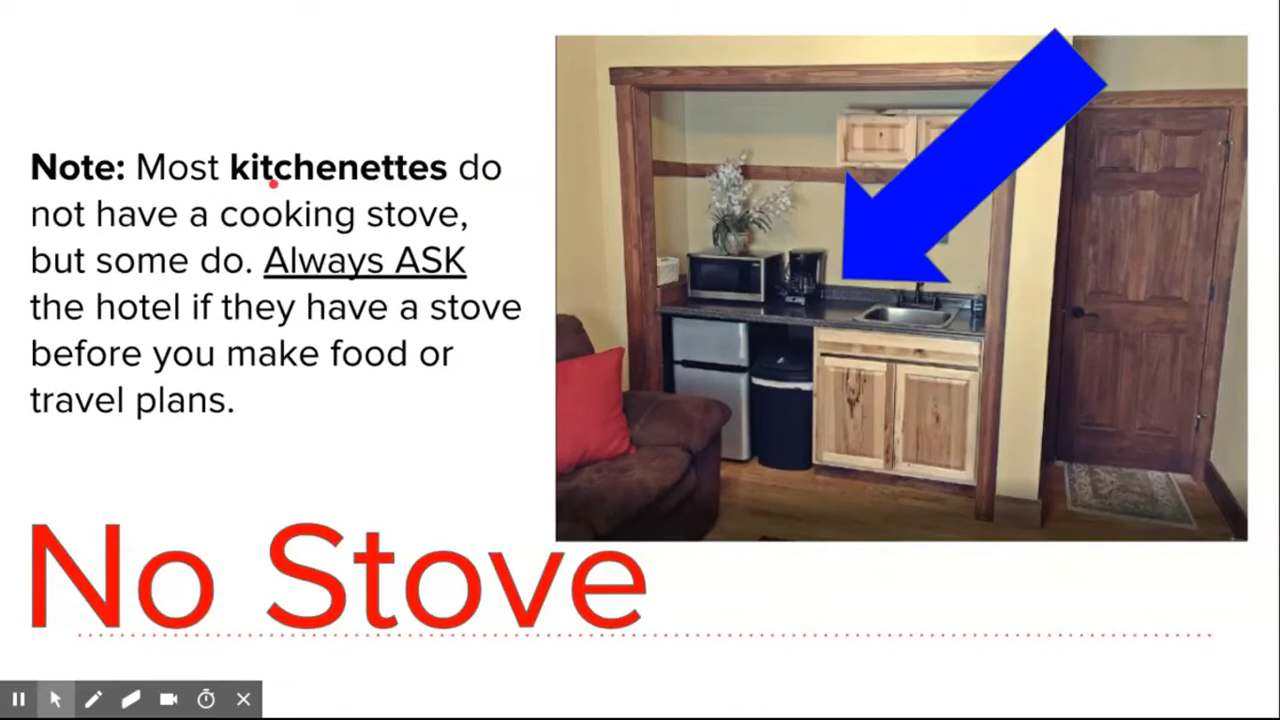 Note: Most kitchenettes do
not have a cooking stove,
but some do. Always ASK
the hotel if they have a stove
before you make food or
travel plans.
No Stove